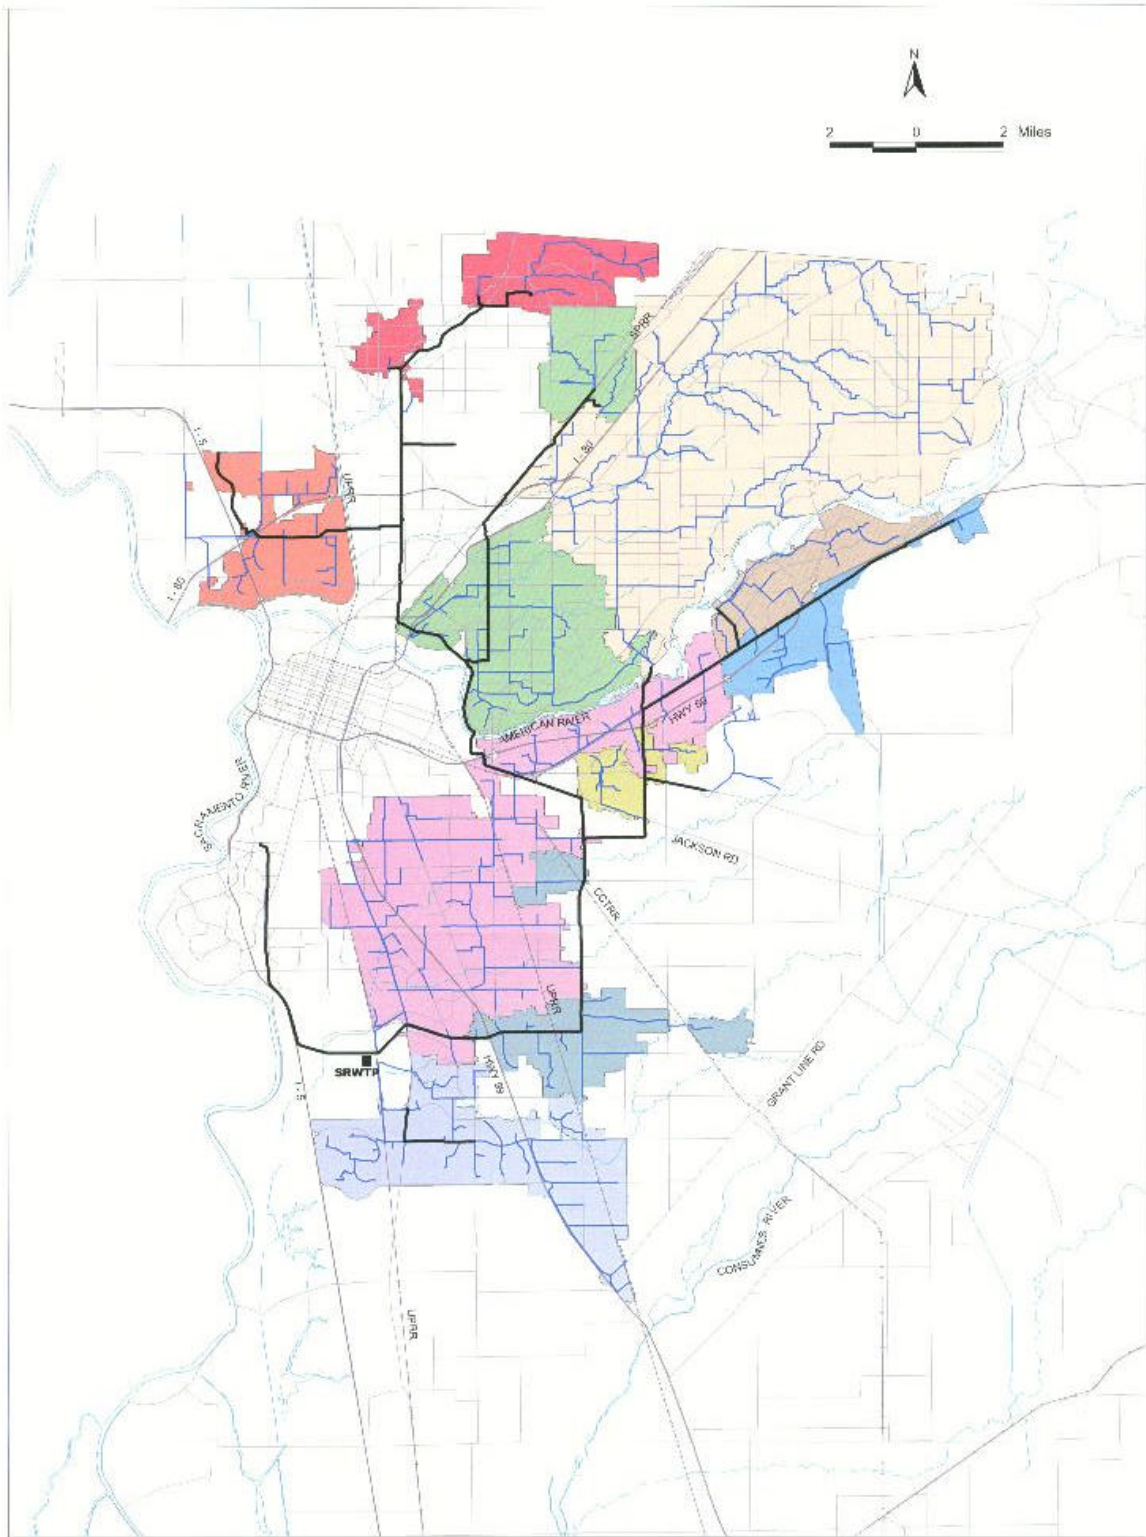 N
2 0 2 Miles
SPRR
I - 5
I - 80
UPRR
I - 80
AMERICAN RIVER
HWY 50
SACRAMENTO RIVER
JACKSON RD
CCTRR
UPRR
SRWTP
HWY 99
I - 5
GRANT LINE RD
CONSUMNES RIVER
UPRR